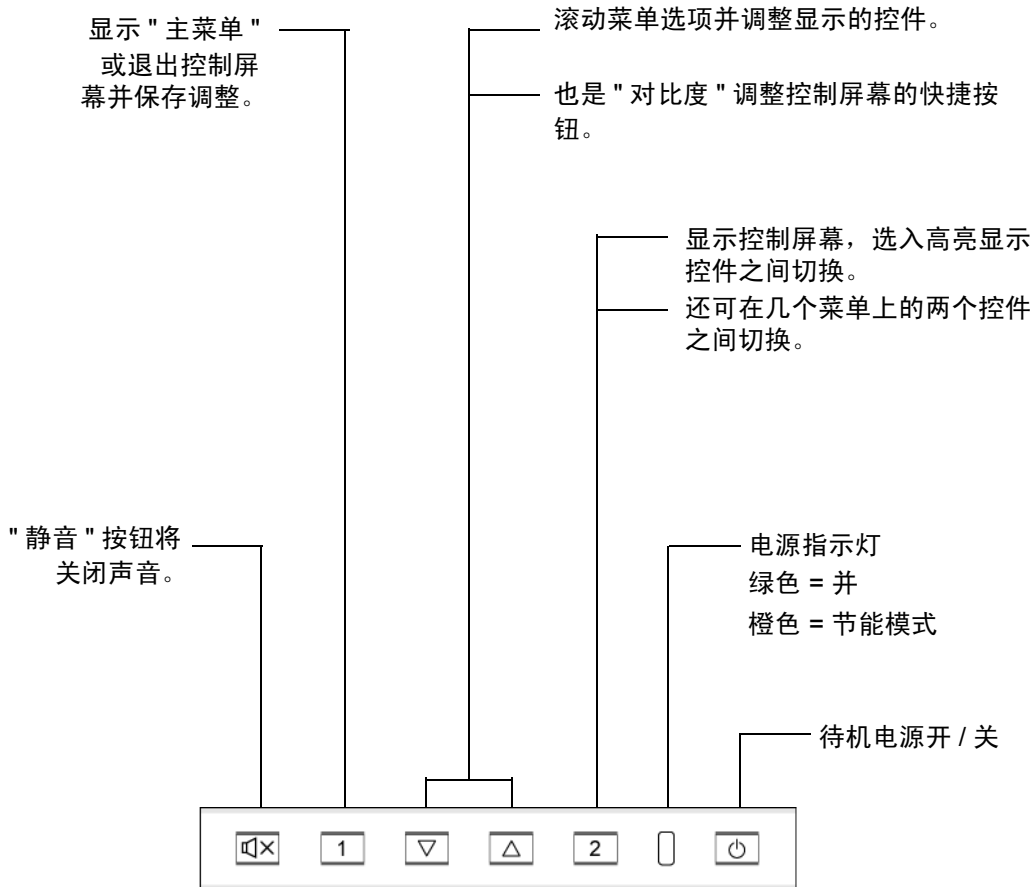 显示 " 主菜单 "
或退出控制屏
幕并保存调整。
滚动菜单选项并调整显示的控件。
也是 " 对比度 " 调整控制屏幕的快捷按
钮。
显示控制屏幕，选入高亮显示
控件之间切换。
还可在几个菜单上的两个控件
之间切换。
" 静音 " 按钮将
关闭声音。
电源指示灯
绿色 = 并
橙色 = 节能模式
待机电源开 / 关
1
2